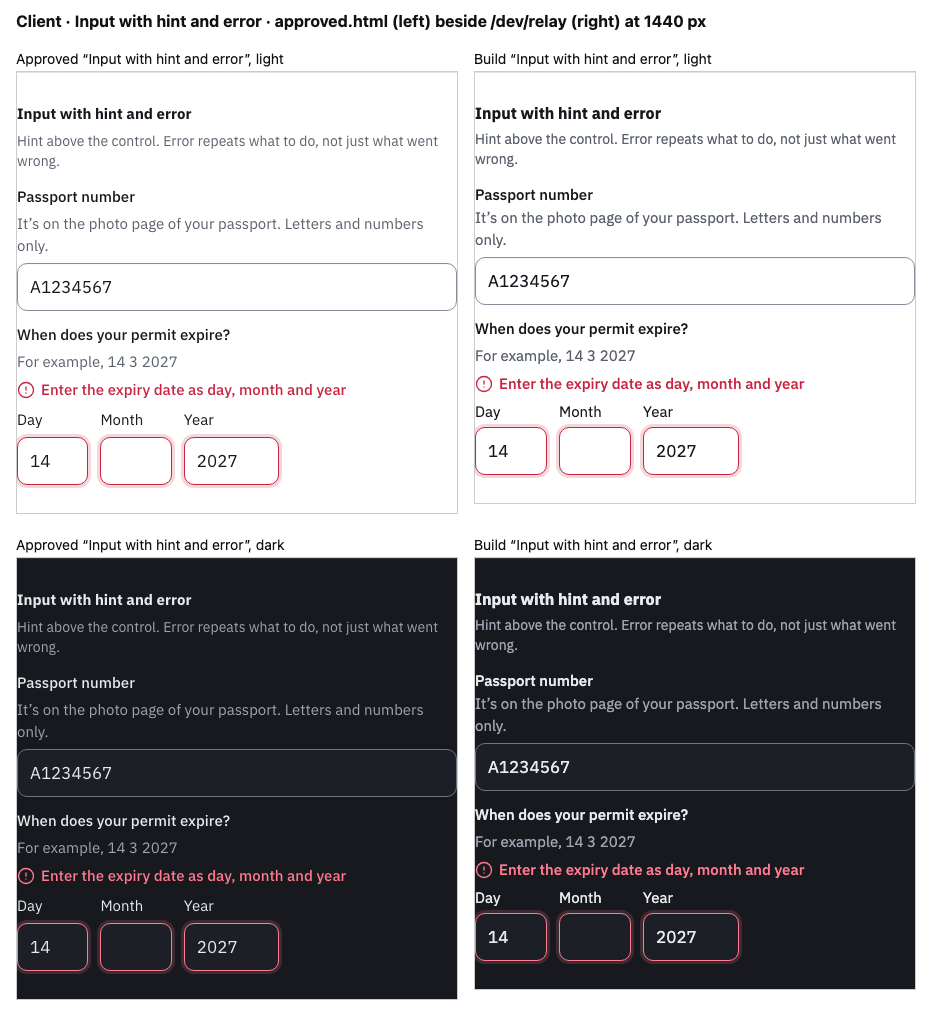 Client · Input with hint and error · approved.html (left) beside /dev/relay (right) at 1440 px
Approved “Input with hint and error”, light
Input with hint and error
Hint above the control. Error repeats what to do, not just what went
wrong.
Passport number
It’s on the photo page of your passport. Letters and numbers
only.
A1234567
When does your permit expire?
For example, 14 3 2027
Enter the expiry date as day, month and year
Day Month Year
14 2027
Build “Input with hint and error”, light
Input with hint and error
Hint above the control. Error repeats what to do, not just what went
wrong.
Passport number
It’s on the photo page of your passport. Letters and numbers
only.
A1234567
When does your permit expire?
For example, 14 3 2027
Enter the expiry date as day, month and year
Day Month Year
14 2027
Approved “Input with hint and error”, dark
Input with hint and error
Hint above the control. Error repeats what to do, not just what went
wrong.
Passport number
It’s on the photo page of your passport. Letters and numbers
only.
A1234567
When does your permit expire?
For example, 14 3 2027
Enter the expiry date as day, month and year
Day Month Year
14 2027
Build “Input with hint and error”, dark
Input with hint and error
Hint above the control. Error repeats what to do, not just what went
wrong.
Passport number
It’s on the photo page of your passport. Letters and numbers
only.
A1234567
When does your permit expire?
For example, 14 3 2027
Enter the expiry date as day, month and year
Day Month Year
14 2027